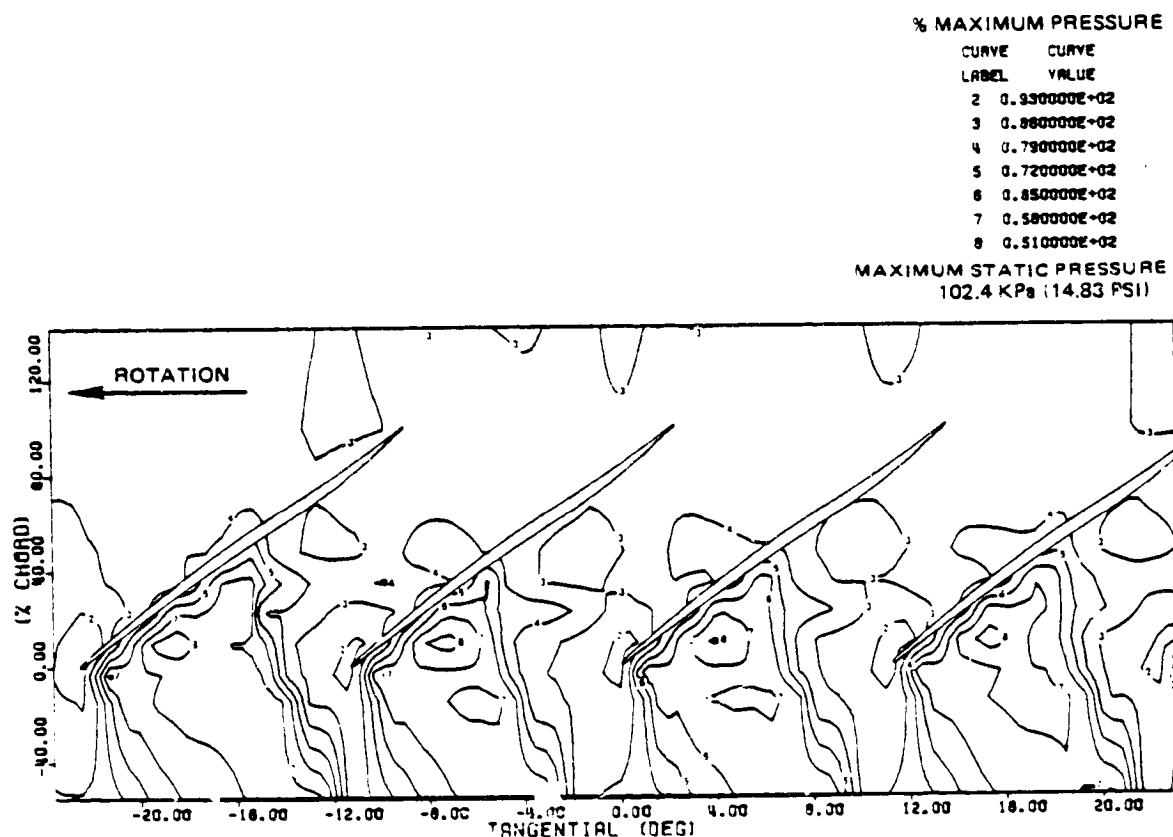 % MAXIMUM PRESSURE
CURVE CURVE
LABEL VALUE
2 0.930000E+02
3 0.860000E+02
4 0.790000E+02
5 0.720000E+02
6 0.650000E+02
7 0.580000E+02
8 0.510000E+02
MAXIMUM STATIC PRESSURE
102.4 KPa (14.83 PSI)
ROTATION
(% CHORD)
120.00
80.00
40.00
0.00
-40.00
-20.00 -16.00 -12.00 -8.00 -4.00 0.00 4.00 8.00 12.00 16.00 20.00
TANGENTIAL (DEG)